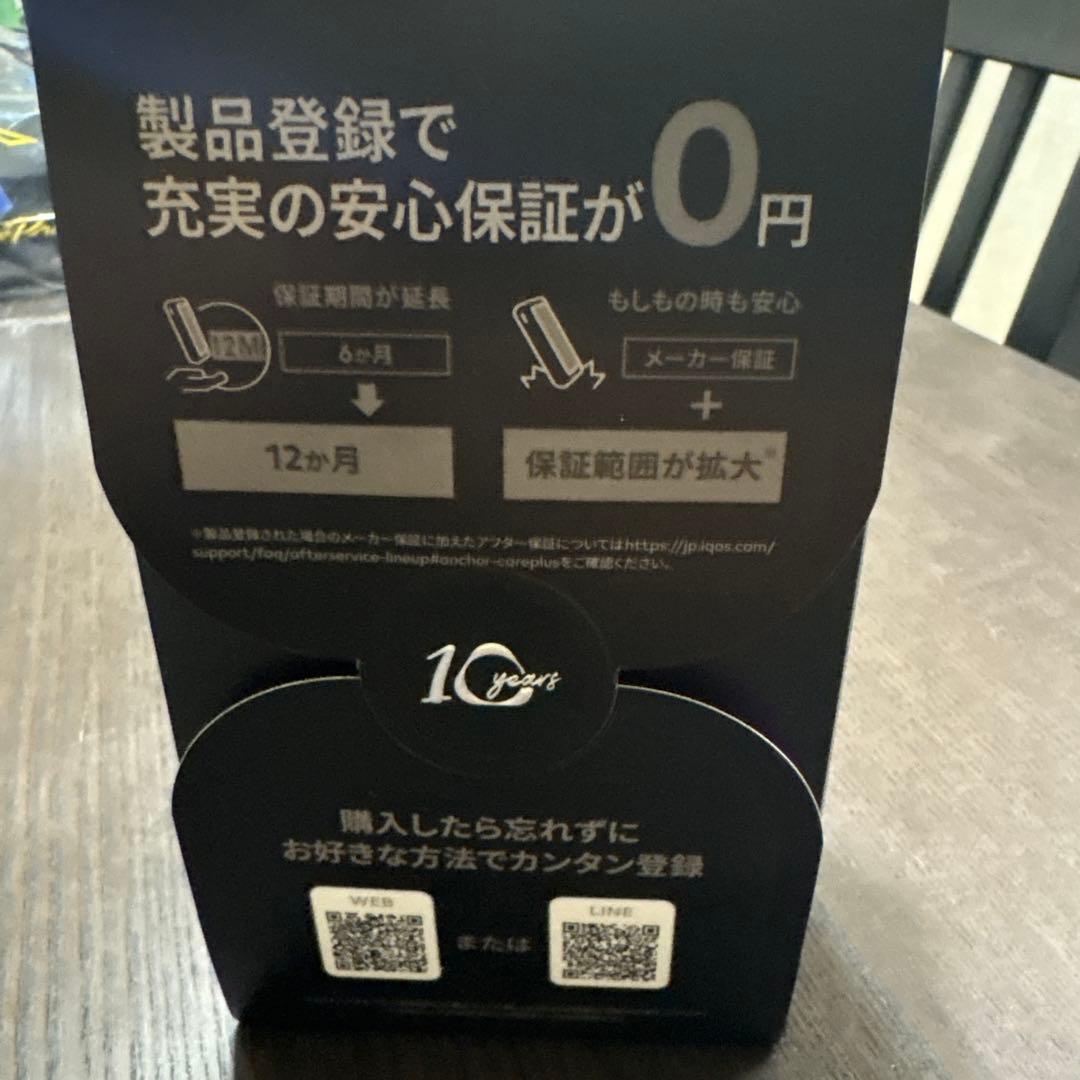 製品登録で
充実の安心保証が0円
保証期間が延長
12M
6か月
12か月
もしもの時も安心
メーカー保証
+
保証範囲が拡大※
※製品登録された場合のメーカー保証に加えたアフター保証についてはhttps://jp.iqos.com/
support/faq/afterservice-lineup#anchor-careplusをご確認ください。
10 years
購入したら忘れずに
お好きな方法でカンタン登録
WEB
または
LINE